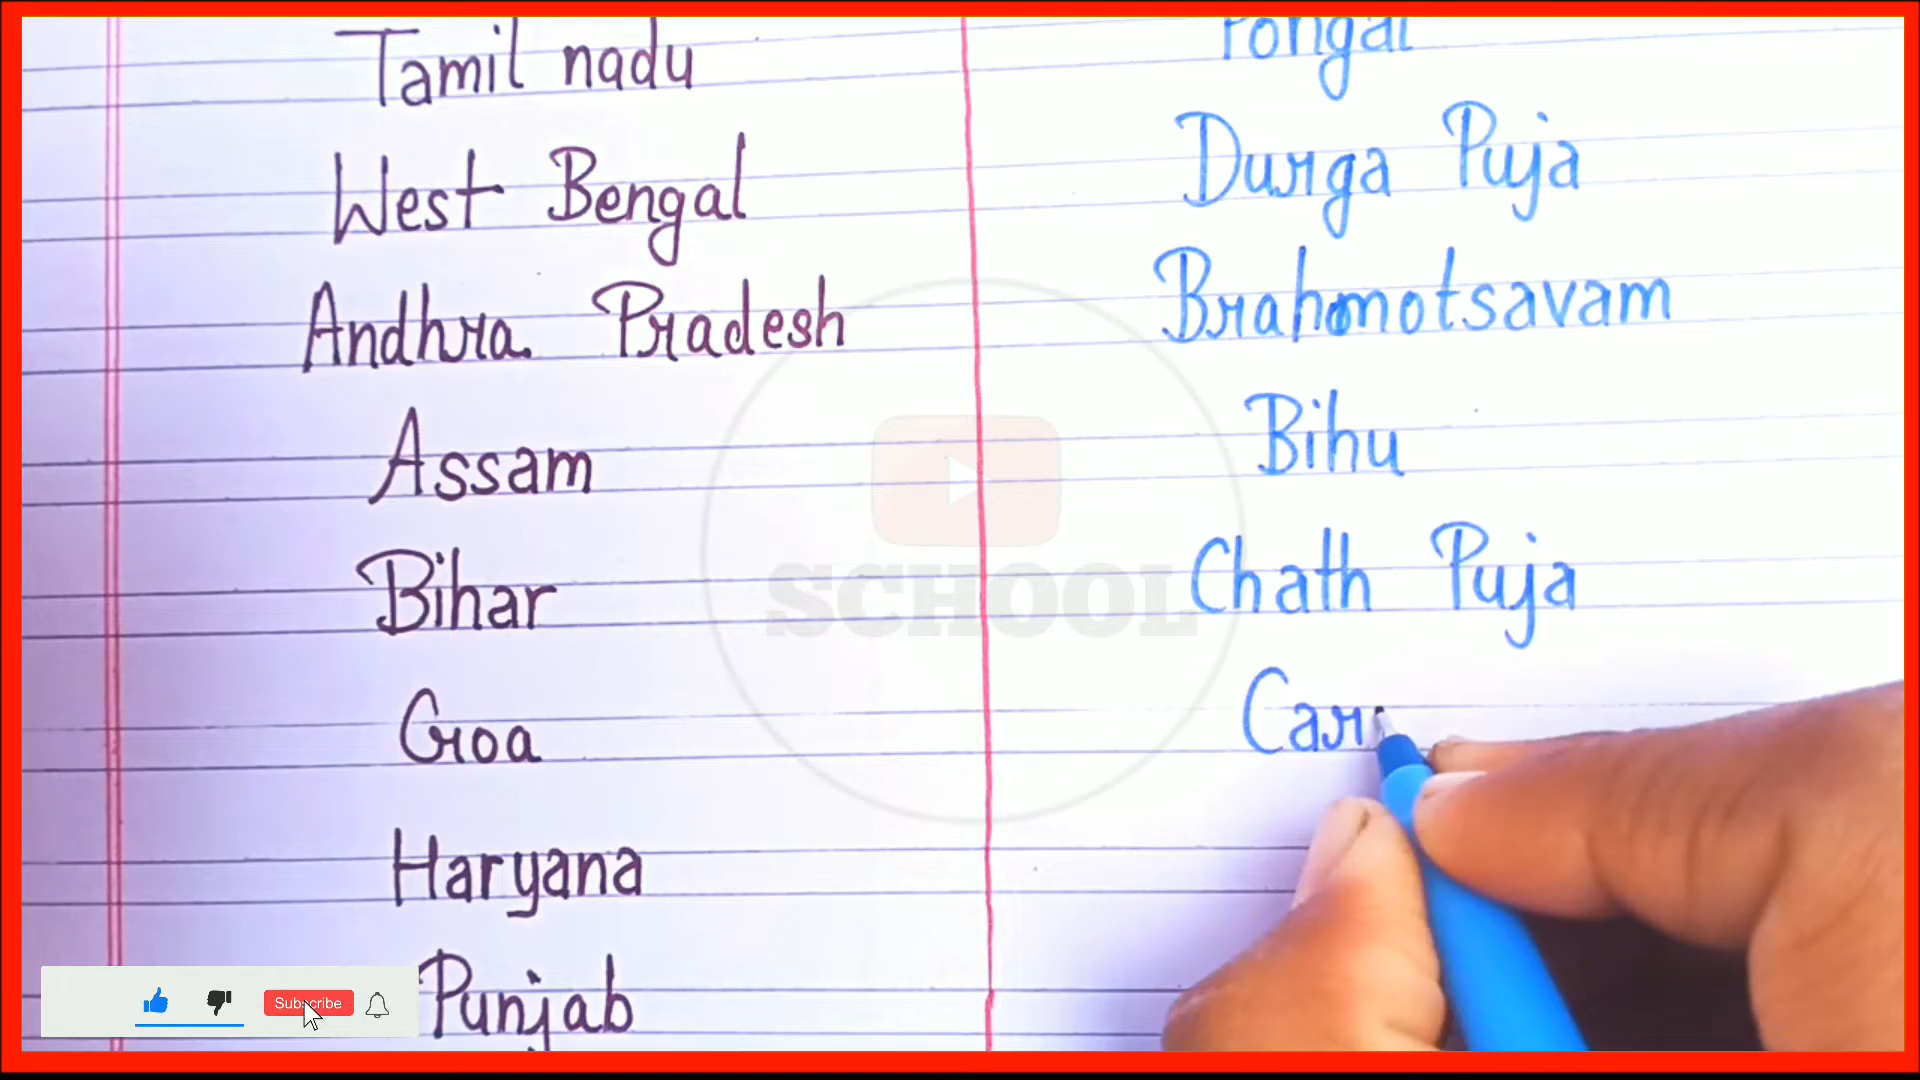 Tamil nadu Pongal
West Bengal Durga Puja
Andhra Pradesh Brahmotsavam
Assam Bihu
Bihar Chath Puja
Goa Car
Haryana
Punjab
SCHOOL
Subscribe